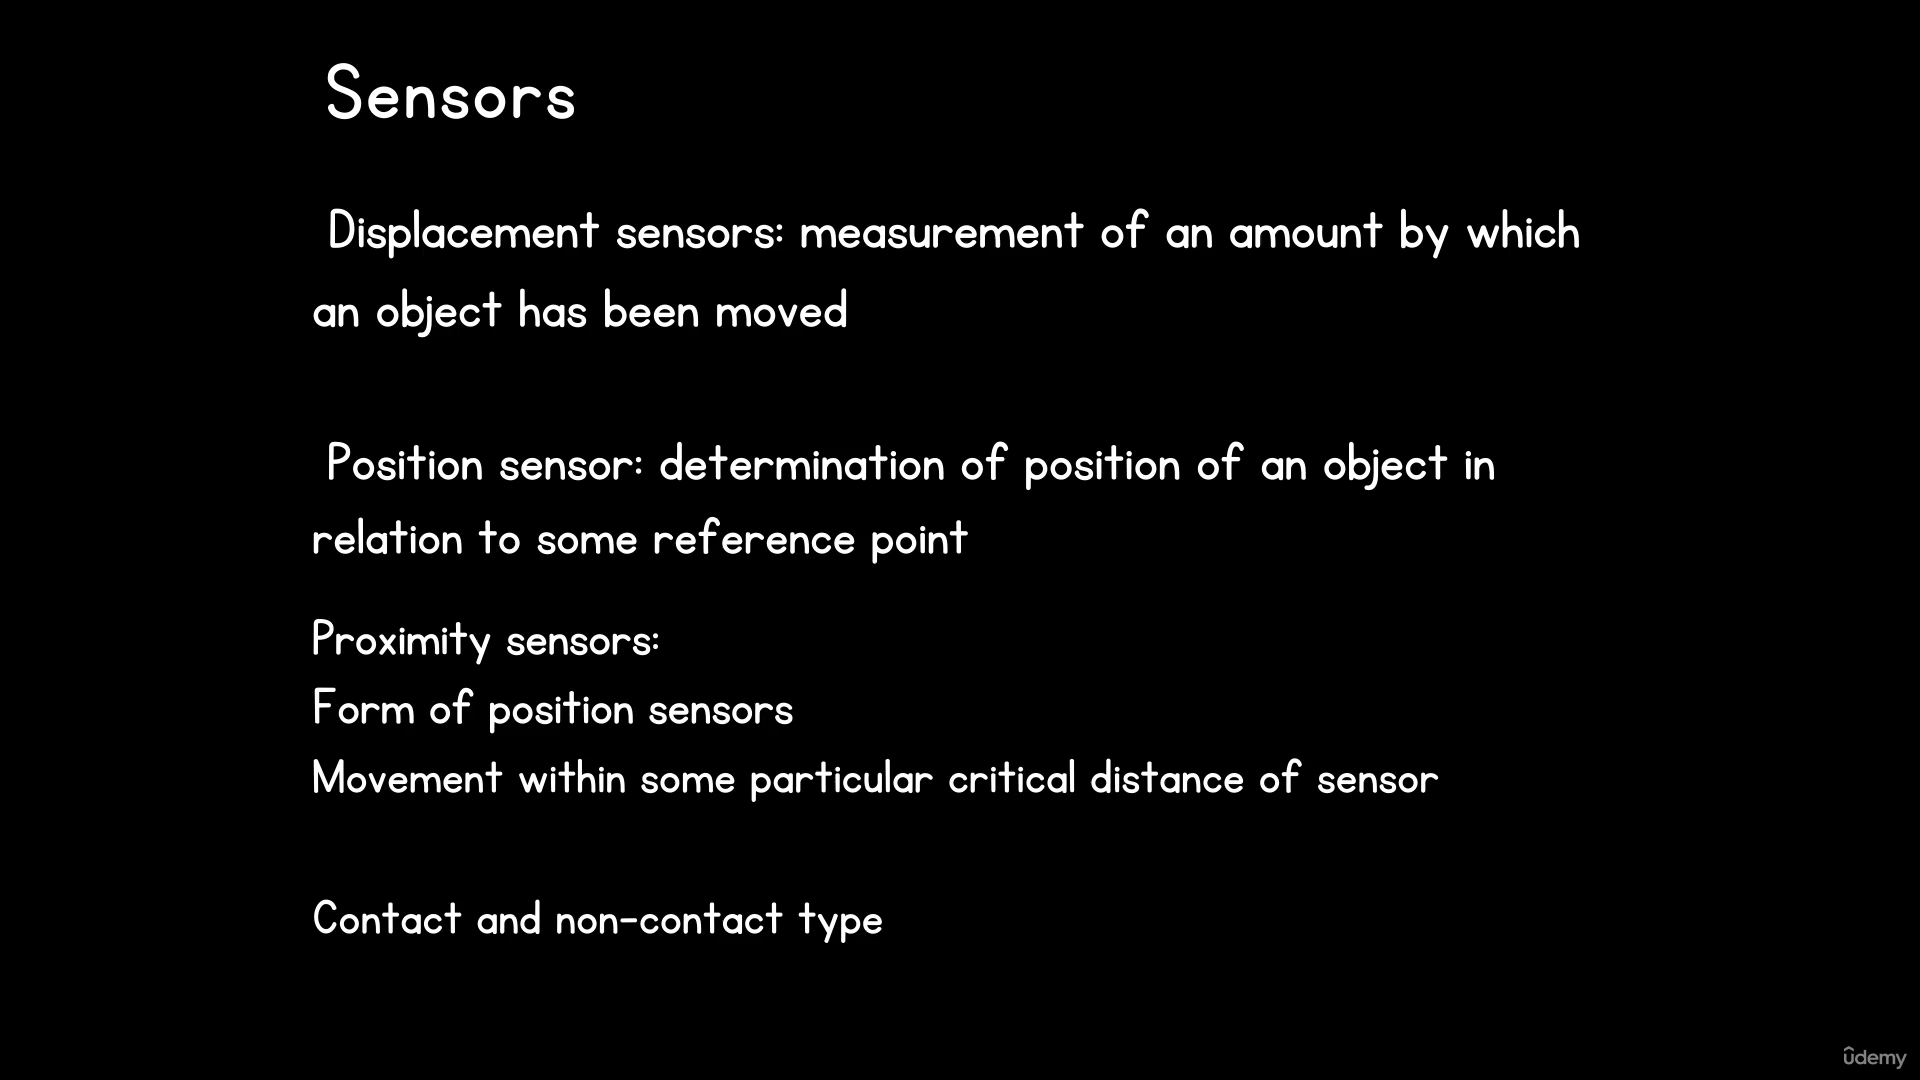 Sensors
Displacement sensors: measurement of an amount by which
an object has been moved
Position sensor: determination of position of an object in
relation to some reference point
Proximity sensors:
Form of position sensors
Movement within some particular critical distance of sensor
Contact and non-contact type
ûdemy